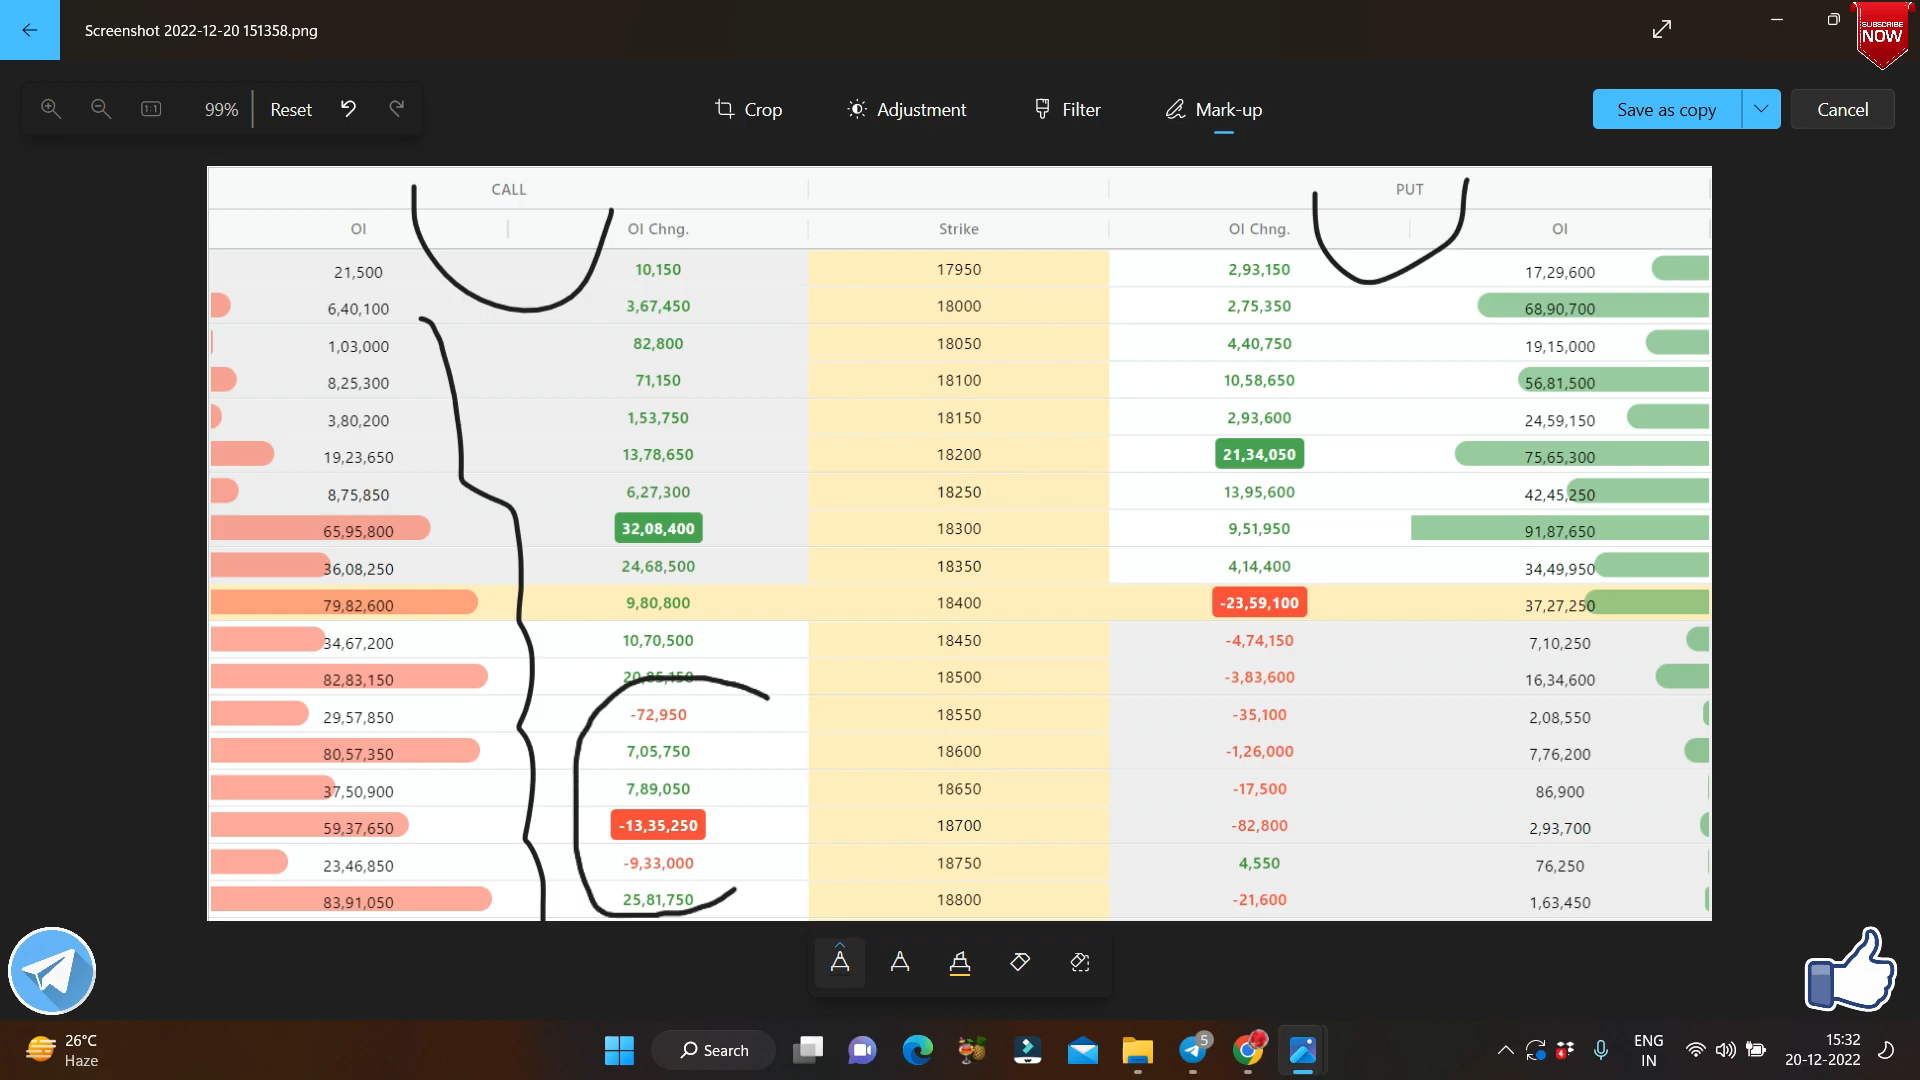 Screenshot 2022-12-20 151358.png
SUBSCRIBE
NOW
99% Reset Crop Adjustment Filter Mark-up Save as copy Cancel
CALL PUT
OI OI Chng. Strike OI Chng. OI
21,500 10,150 17950 2,93,150 17,29,600
6,40,100 3,67,450 18000 2,75,350 68,90,700
1,03,000 82,800 18050 4,40,750 19,15,000
8,25,300 71,150 18100 10,58,650 56,81,500
3,80,200 1,53,750 18150 2,93,600 24,59,150
19,23,650 13,78,650 18200 21,34,050 75,65,300
8,75,850 6,27,300 18250 13,95,600 42,45,250
65,95,800 32,08,400 18300 9,51,950 91,87,650
36,08,250 24,68,500 18350 4,14,400 34,49,950
79,82,600 9,80,800 18400 -23,59,100 37,27,250
34,67,200 10,70,500 18450 -4,74,150 7,10,250
82,83,150 20,85,150 18500 -3,83,600 16,34,600
29,57,850 -72,950 18550 -35,100 2,08,550
80,57,350 7,05,750 18600 -1,26,000 7,76,200
37,50,900 7,89,050 18650 -17,500 86,900
59,37,650 -13,35,250 18700 -82,800 2,93,700
23,46,850 -9,33,000 18750 4,550 76,250
83,91,050 25,81,750 18800 -21,600 1,63,450
26°C
Haze
Search
5
ENG
IN
15:32
20-12-2022